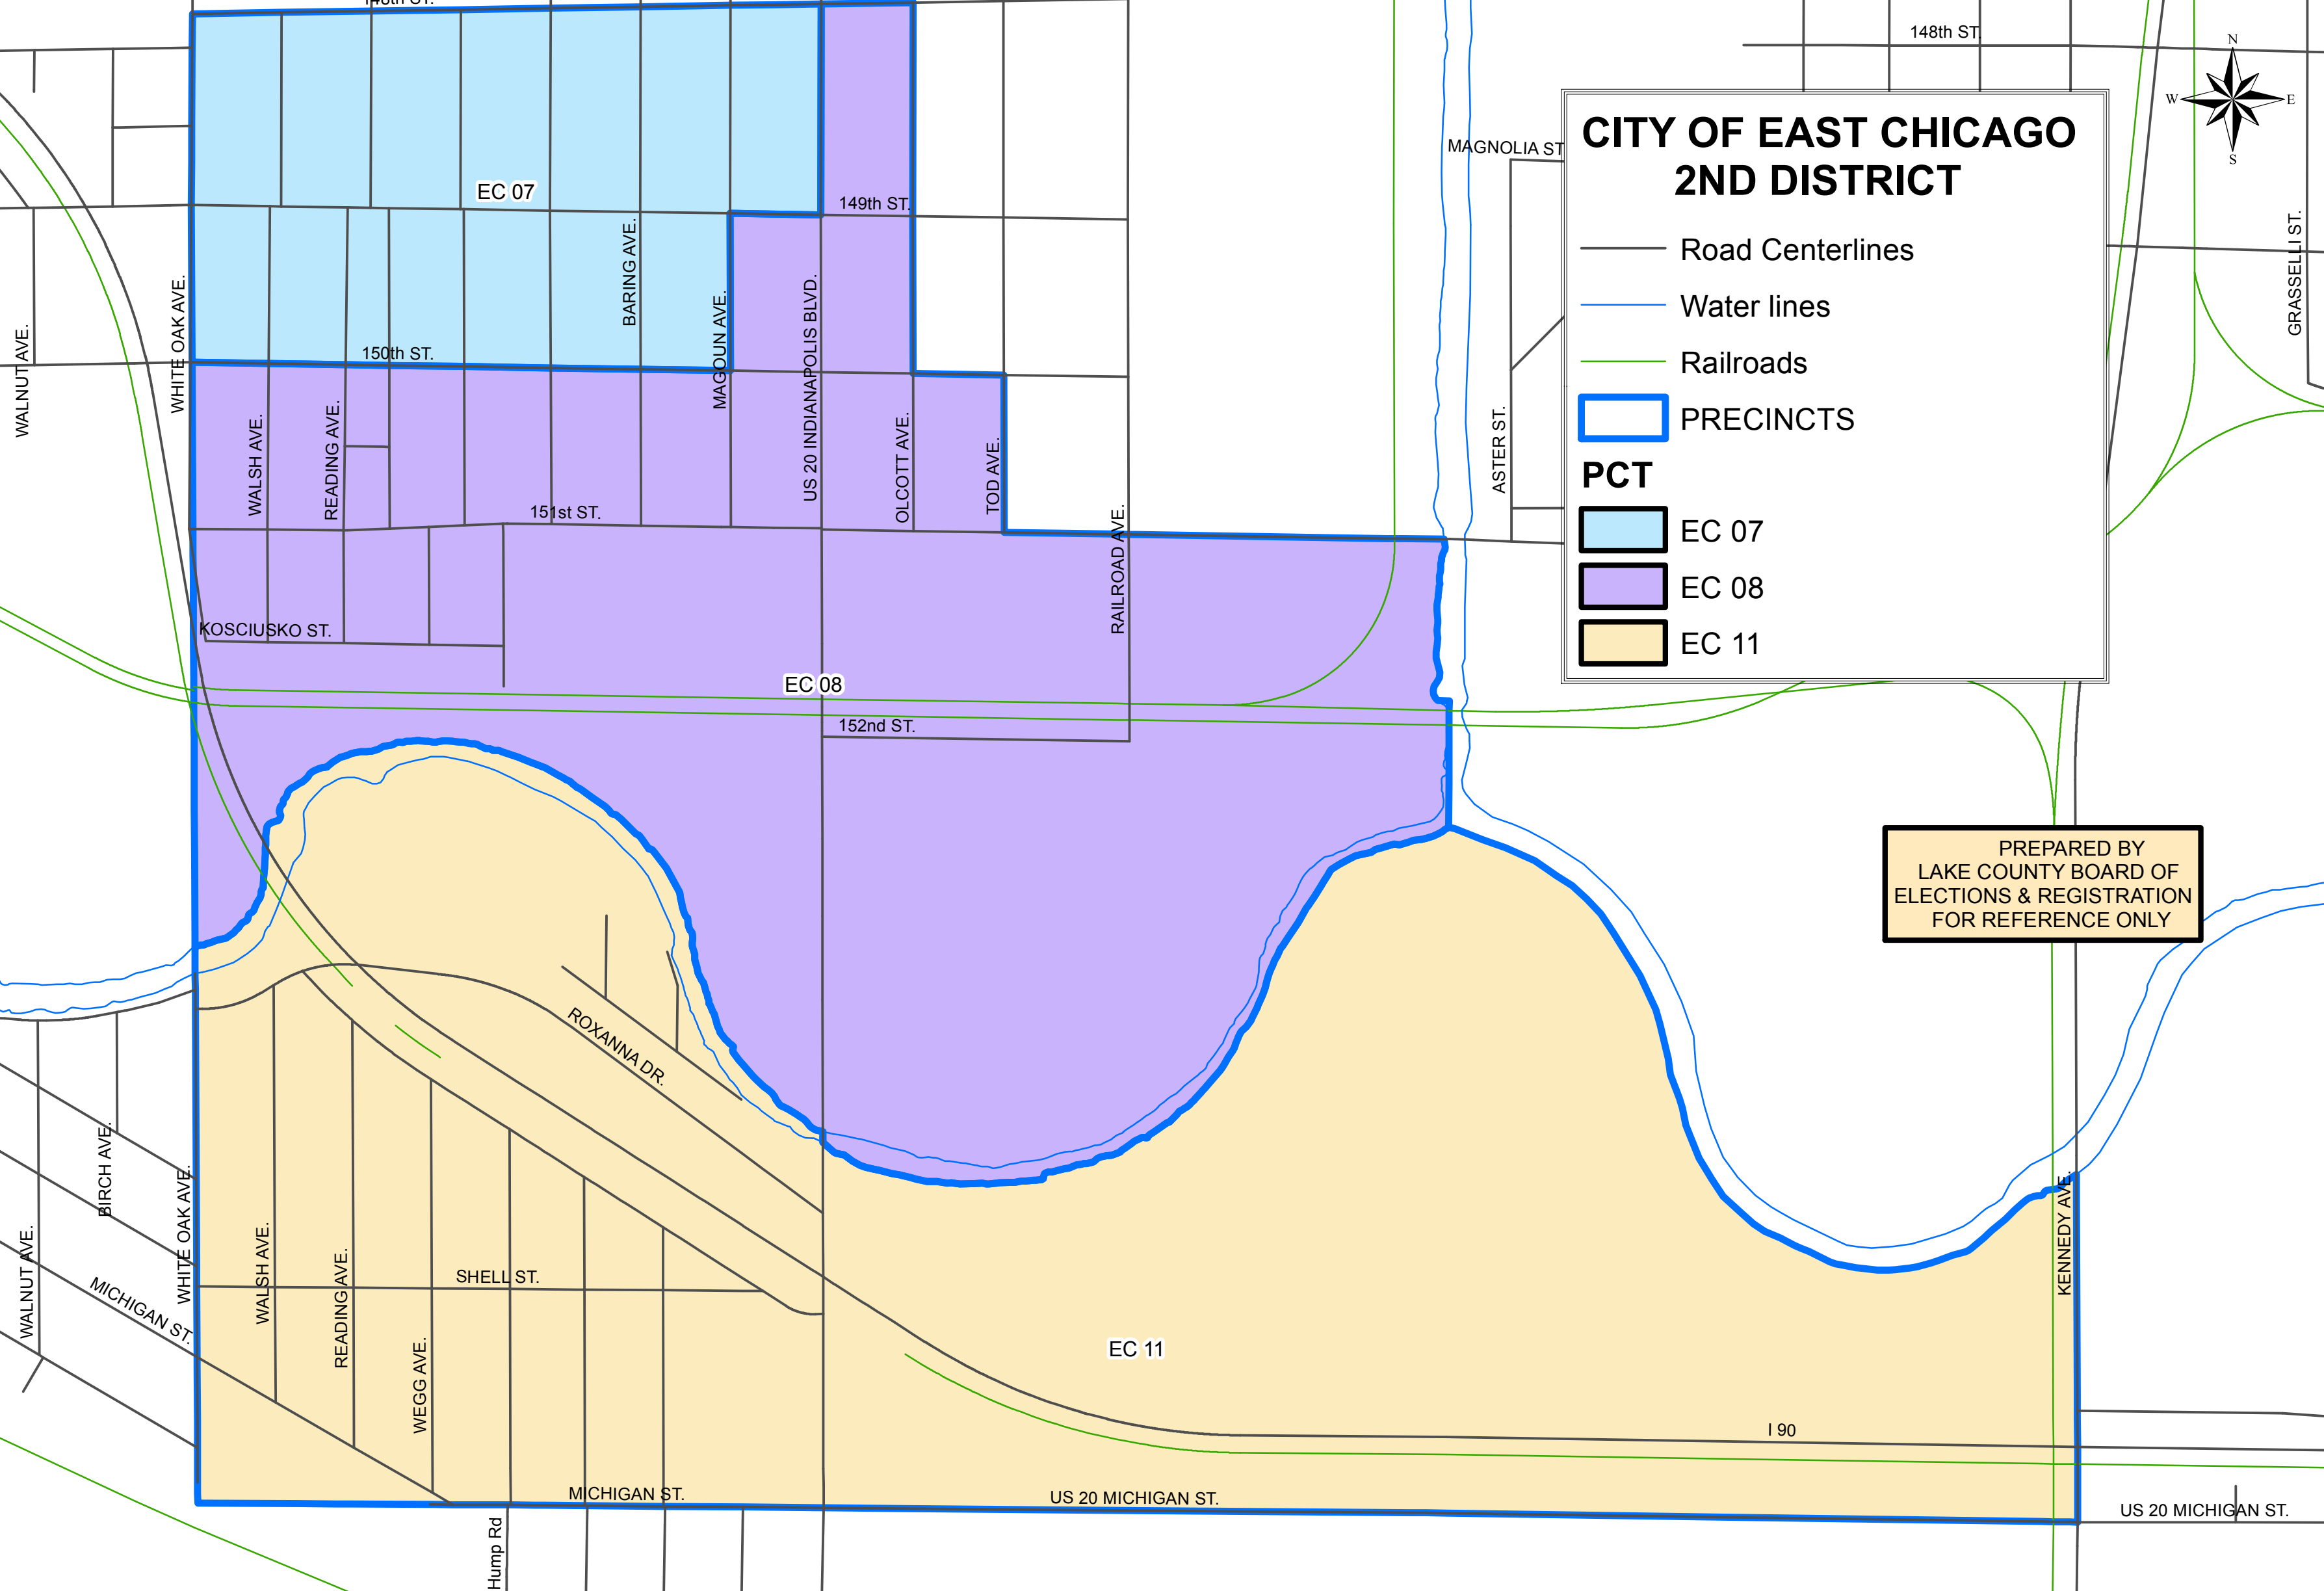 148th ST.
148th ST.
N
W
E
S
CITY OF EAST CHICAGO
2ND DISTRICT
Road Centerlines
Water lines
Railroads
PRECINCTS
PCT
EC 07
EC 08
EC 11
MAGNOLIA ST
EC 07
149th ST.
BARING AVE.
GRASSELLI ST.
WHITE OAK AVE.
WALNUT AVE.
MAGOUN AVE.
US 20 INDIANAPOLIS BLVD.
150th ST.
WALSH AVE.
READING AVE.
OLCOTT AVE.
TOD AVE.
ASTER ST.
151st ST.
RAILROAD AVE.
KOSCIUSKO ST.
EC 08
152nd ST.
PREPARED BY
LAKE COUNTY BOARD OF
ELECTIONS & REGISTRATION
FOR REFERENCE ONLY
ROXANNA DR.
BIRCH AVE.
WHITE OAK AVE.
KENNEDY AVE.
WALNUT AVE.
MICHIGAN ST.
WALSH AVE.
READING AVE.
SHELL ST.
WEGG AVE.
EC 11
I 90
MICHIGAN ST.
US 20 MICHIGAN ST.
US 20 MICHIGAN ST.
Hump Rd